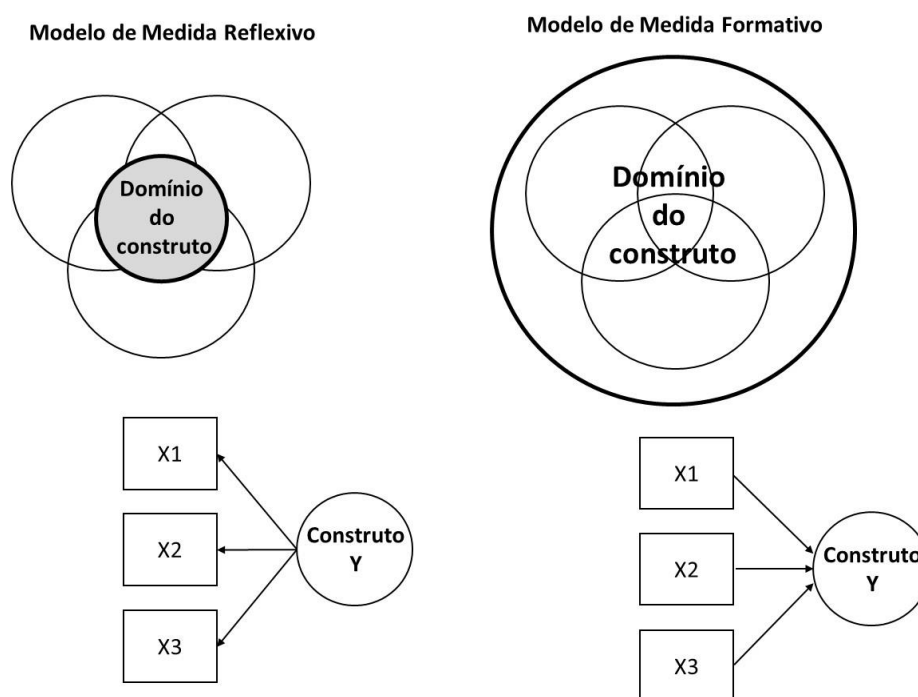 Modelo de Medida Reflexivo
Domínio
do
construto
X1
X2
X3
Construto
Y
Modelo de Medida Formativo
Domínio
do
construto
X1
X2
X3
Construto
Y